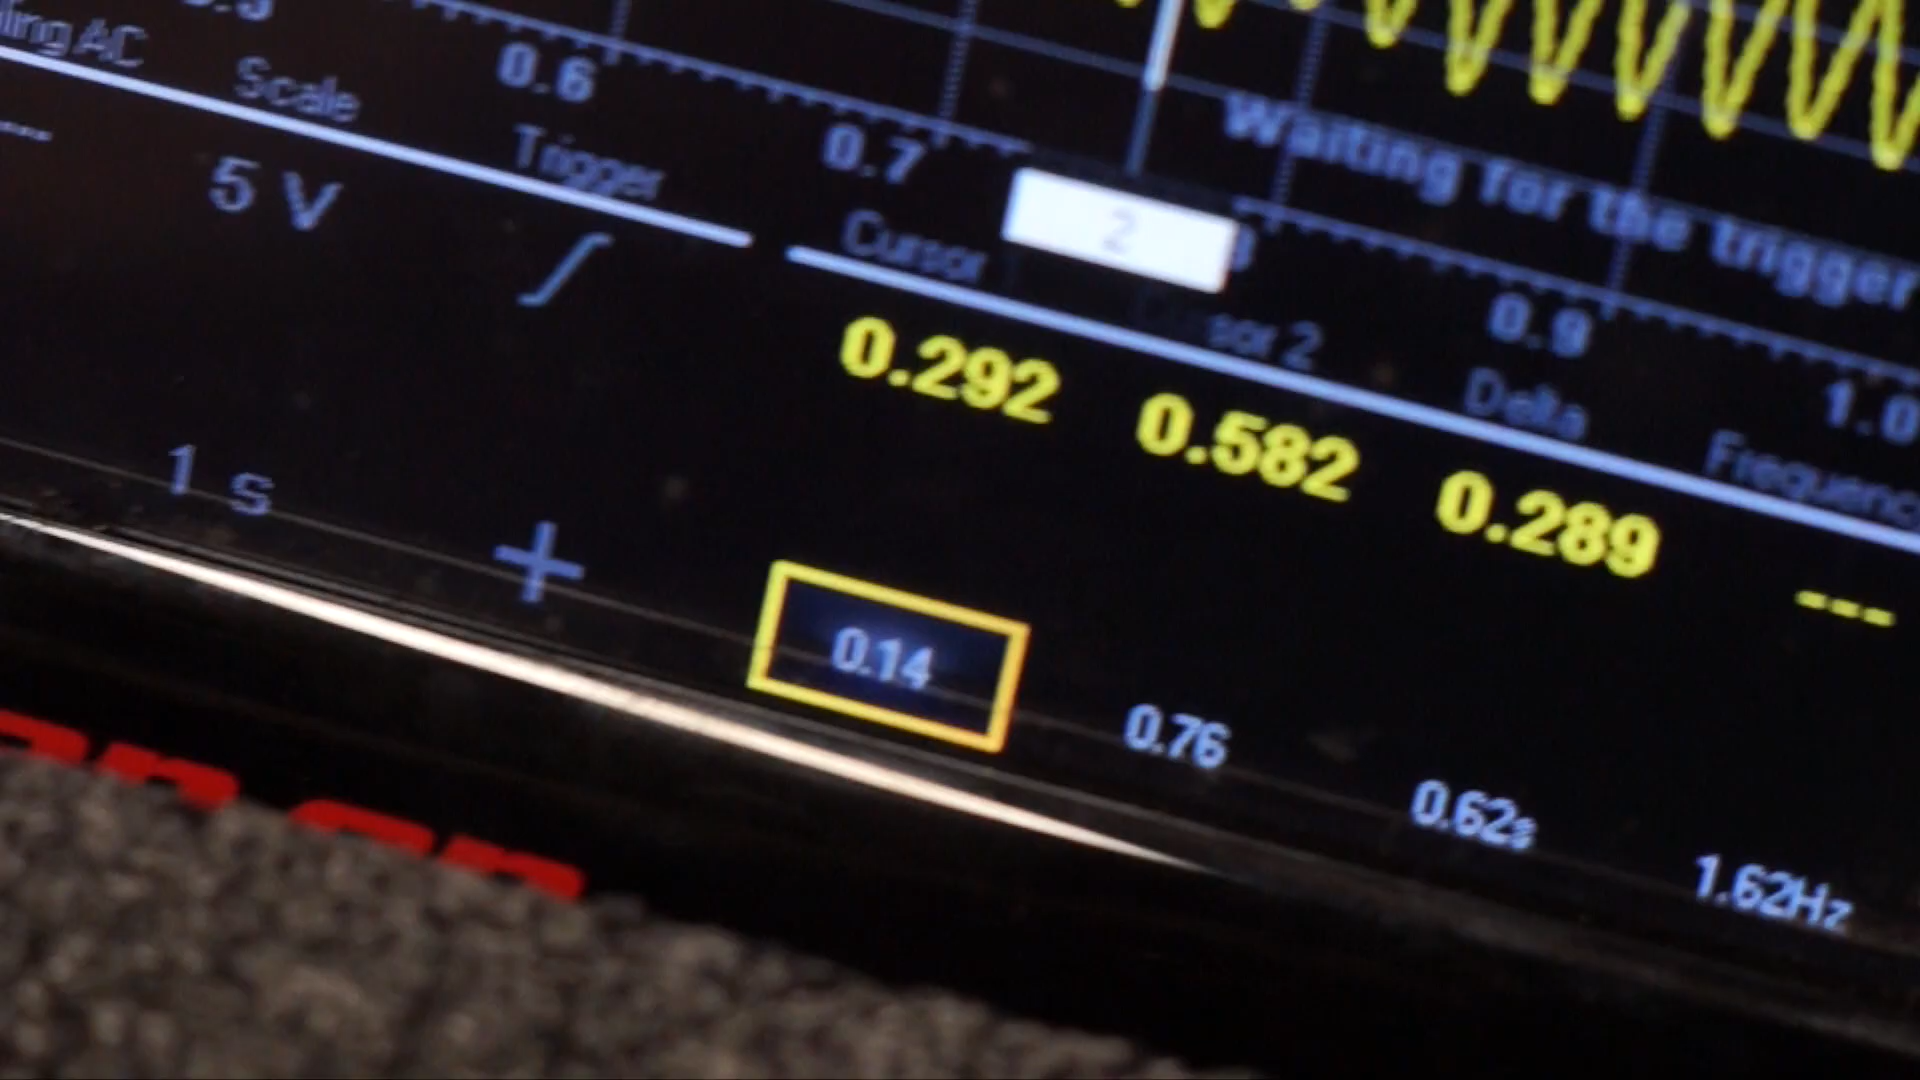 AC
Scale
0.6
Trigger
0.7
Waiting for the trigger
5 V
Cursor
2
0.9
Delta
1.0
0.292 0.582 0.289 ---
1 s
+
0.14 0.76 0.62s 1.62Hz